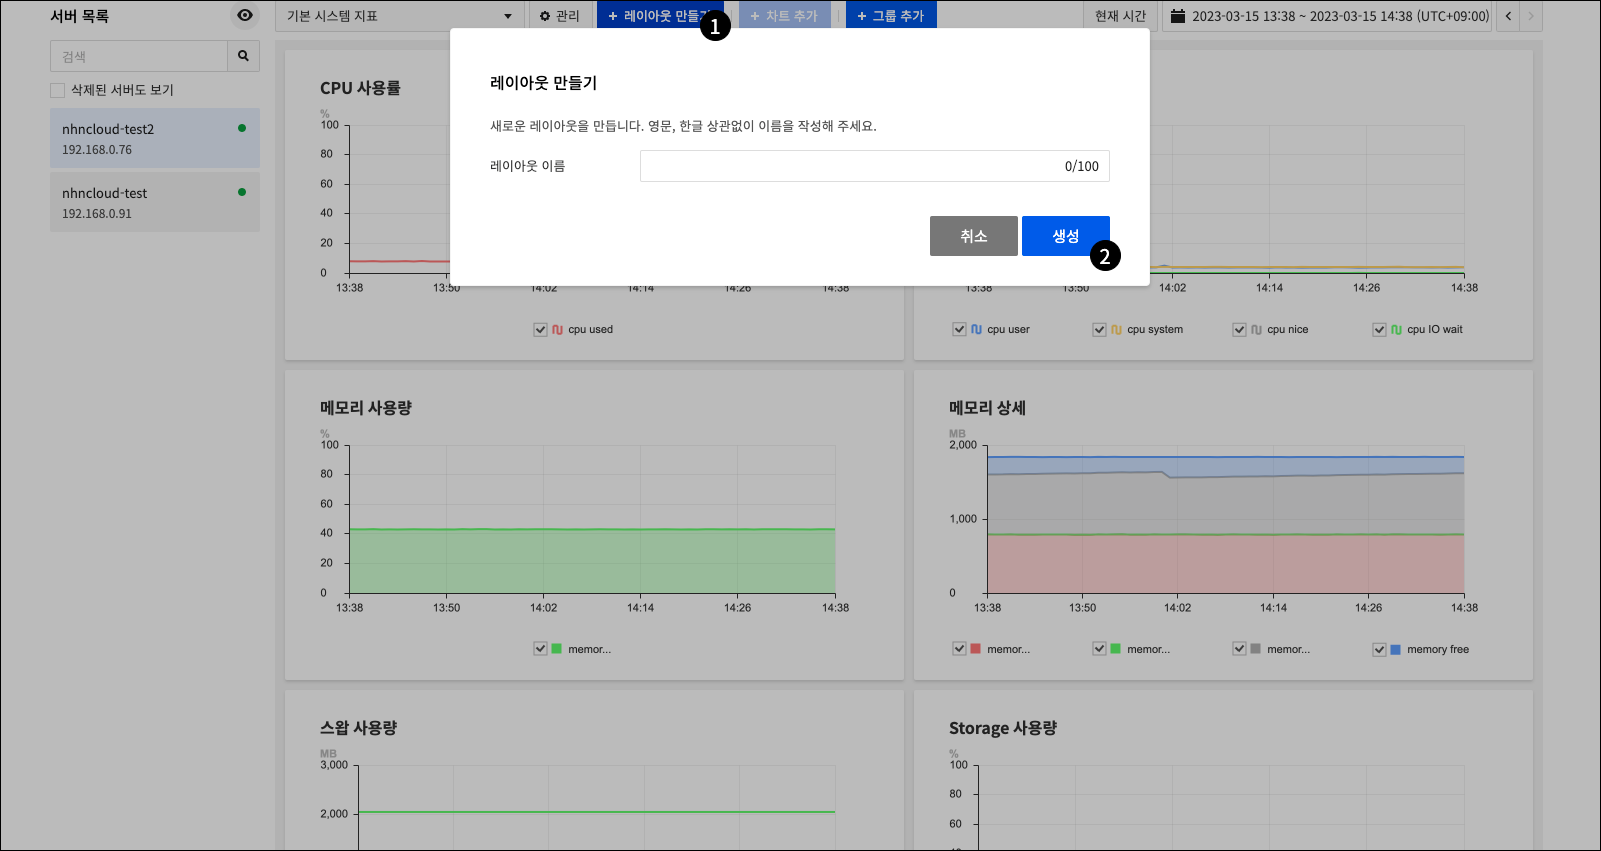 서버 목록
기본 시스템 지표
관리
+ 레이아웃 만들기
+ 차트 추가
+ 그룹 추가
현재 시간
2023-03-15 13:38 ~ 2023-03-15 14:38 (UTC+09:00)
1
검색
삭제된 서버도 보기
nhncloud-test2
192.168.0.76
nhncloud-test
192.168.0.91
레이아웃 만들기
새로운 레이아웃을 만듭니다. 영문, 한글 상관없이 이름을 작성해 주세요.
레이아웃 이름
0/100
취소
생성
2
CPU 사용률
%
100
80
60
40
20
0
13:38 13:50 14:02 14:14 14:26 14:38
cpu used
13:38 13:50 14:02 14:14 14:26 14:38
cpu user
cpu system
cpu nice
cpu IO wait
메모리 사용량
%
100
80
60
40
20
0
13:38 13:50 14:02 14:14 14:26 14:38
memor...
메모리 상세
MB
2,000
1,000
0
13:38 13:50 14:02 14:14 14:26 14:38
memor...
memor...
memor...
memory free
스왑 사용량
MB
3,000
2,000
Storage 사용량
%
100
80
60